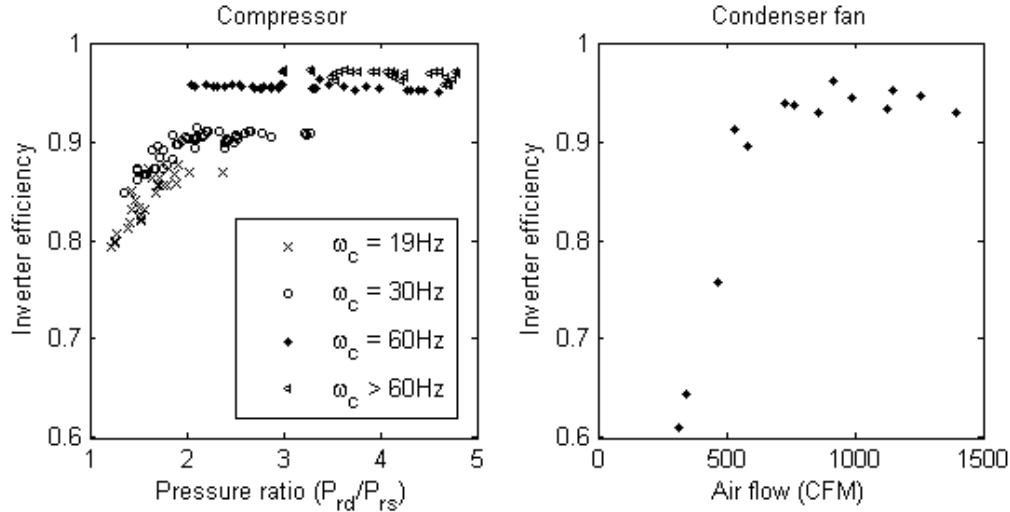 Compressor
Condenser fan
Inverter efficiency
1
0.9
0.8
0.7
0.6
ω_c = 19Hz
ω_c = 30Hz
ω_c = 60Hz
ω_c > 60Hz
1 2 3 4 5
Pressure ratio (P_rd/P_rs)
Inverter efficiency
1
0.9
0.8
0.7
0.6
0 500 1000 1500
Air flow (CFM)